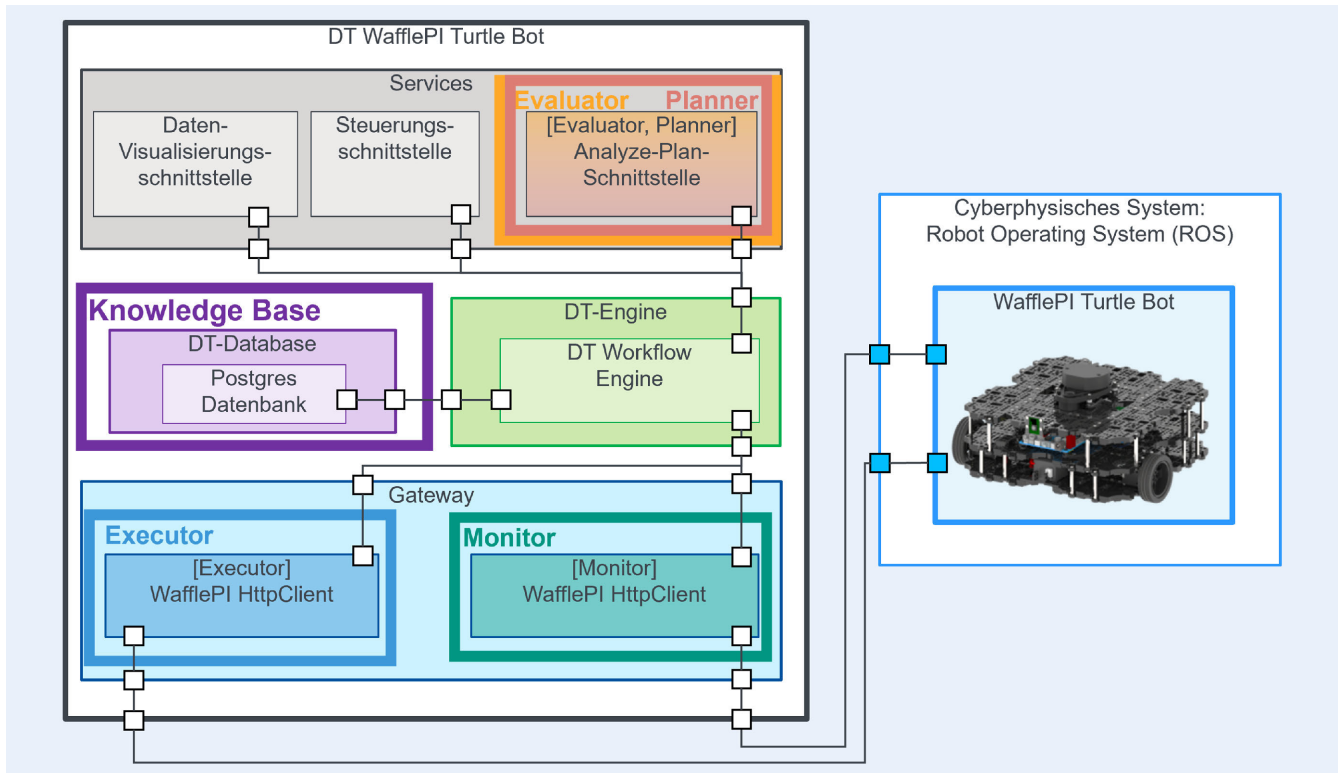 DT WafflePI Turtle Bot
Services
Daten-
Visualisierungs-
schnittstelle
Steuerungs-
schnittstelle
Evaluator
Planner
[Evaluator, Planner]
Analyze-Plan-
Schnittstelle
Knowledge Base
DT-Database
Postgres
Datenbank
DT-Engine
DT Workflow
Engine
Gateway
Executor
[Executor]
WafflePI HttpClient
Monitor
[Monitor]
WafflePI HttpClient
Cyberphysisches System:
Robot Operating System (ROS)
WafflePI Turtle Bot